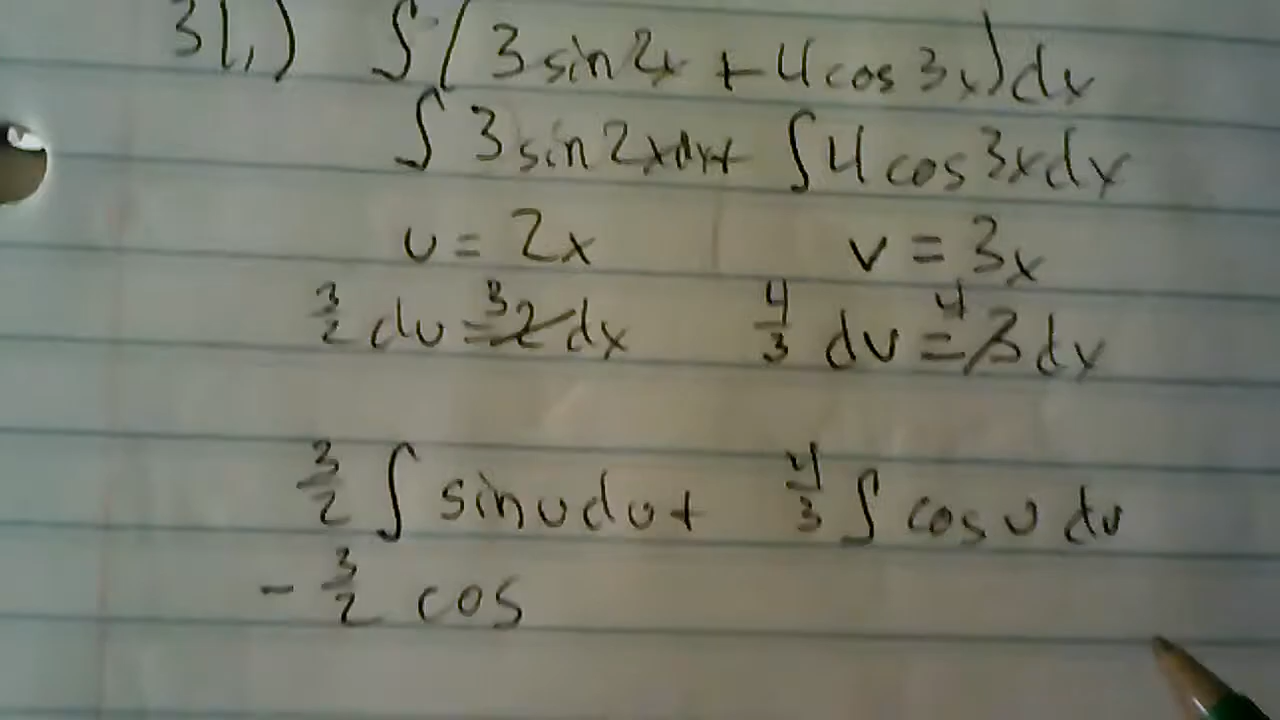 31.) ∫(3 sin 2x + 4 cos 3x)dx
∫ 3 sin 2x dx + ∫ 4 cos 3x dx
u = 2x v = 3x
3/2 du = 3 2 dx 4/3 dv = 4 3 dx
3/2 ∫ sin u du + 4/3 ∫ cos v dv
- 3/2 cos